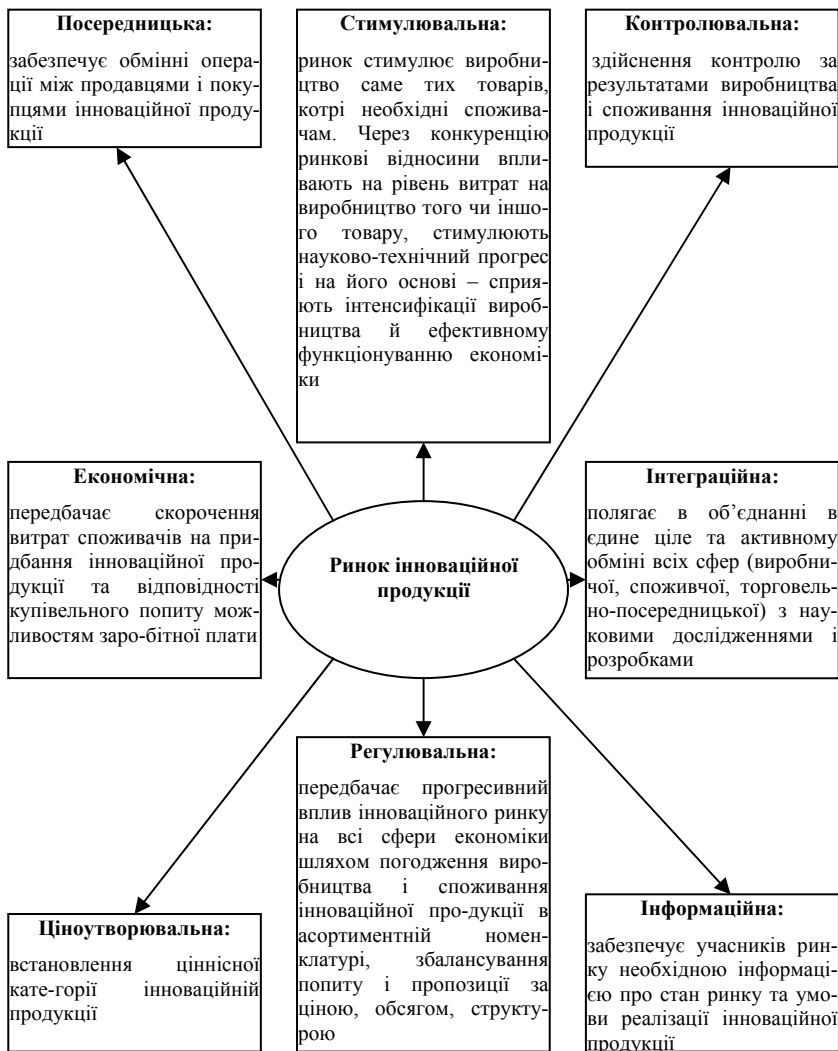 Посередницька:
забезпечує обмінні опера-
ції між продавцями і поку-
пцями інноваційної проду-
кції
Стимулювальна:
ринок стимулює виробни-
цтво саме тих товарів,
котрі необхідні спожива-
чам. Через конкуренцію
ринкові відносини впли-
вають на рівень витрат на
виробництво того чи іншо-
го товару, стимулюють
науково-технічний прогрес
і на його основі – сприя-
ють інтенсифікації вироб-
ництва й ефективному
функціонуванню економі-
ки
Контролювальна:
здійснення контролю за
результатами виробництва
і споживання інноваційної
продукції
Економічна:
передбачає скорочення
витрат споживачів на при-
дбання інноваційної про-
дукції та відповідності
купівельного попиту мож-
ливостям заро-бітної плати
Ринок інноваційної
продукції
Інтеграційна:
полягає в об’єднанні в
єдине ціле та активному
обміні всіх сфер (виробни-
чої, споживчої, торговель-
но-посередницької) з нау-
ковими дослідженнями і
розробками
Ціноутворювальна:
встановлення ціннісної
кате-горії інноваційній
продукції
Регулювальна:
передбачає прогресивний
вплив інноваційного ринку
на всі сфери економіки
шляхом погодження виро-
бництва і споживання
інноваційної про-дукції в
асортиментній номен-
клатурі, збалансування
попиту і пропозиції за
ціною, обсягом, структу-
рою
Інформаційна:
забезпечує учасників рин-
ку необхідною інформаці-
єю про стан ринку та умо-
ви реалізації інноваційної
продукції